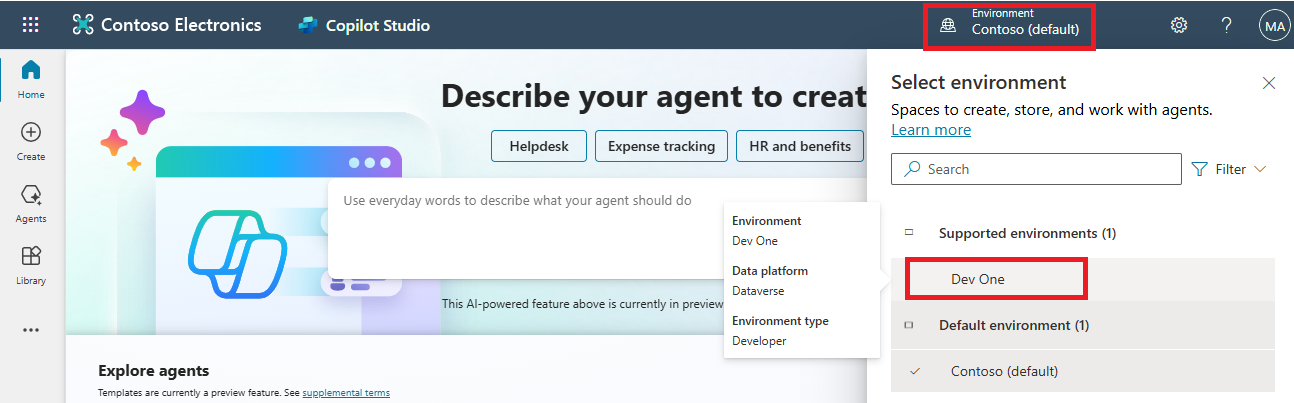 Contoso Electronics
Copilot Studio
Environment
Contoso (default)
?
MA
Home
Create
Agents
Library
Describe your agent to creat
Helpdesk
Expense tracking
HR and benefits
Use everyday words to describe what your agent should do
This AI-powered feature above is currently in preview
Explore agents
Templates are currently a preview feature. See supplemental terms
Environment
Dev One
Data platform
Dataverse
Environment type
Developer
Select environment
Spaces to create, store, and work with agents.
Learn more
Search
Filter
Supported environments (1)
Dev One
Default environment (1)
Contoso (default)